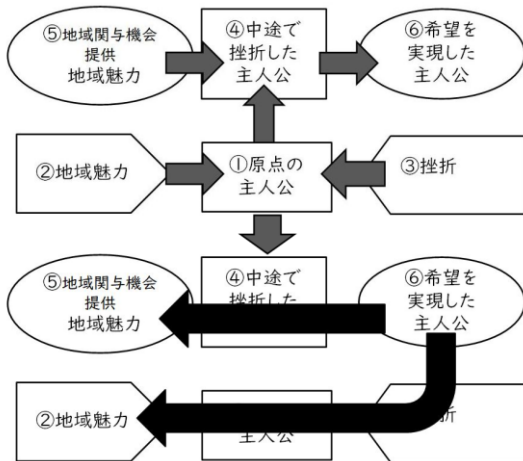 ⑤地域関与機会
提供
地域魅力
④中途で
挫折した
主人公
⑥希望を
実現した
主人公
②地域魅力
①原点の
主人公
③挫折
⑤地域関与機会
提供
地域魅力
④中途で
挫折した
⑥希望を
実現した
主人公
②地域魅力
主人公
折